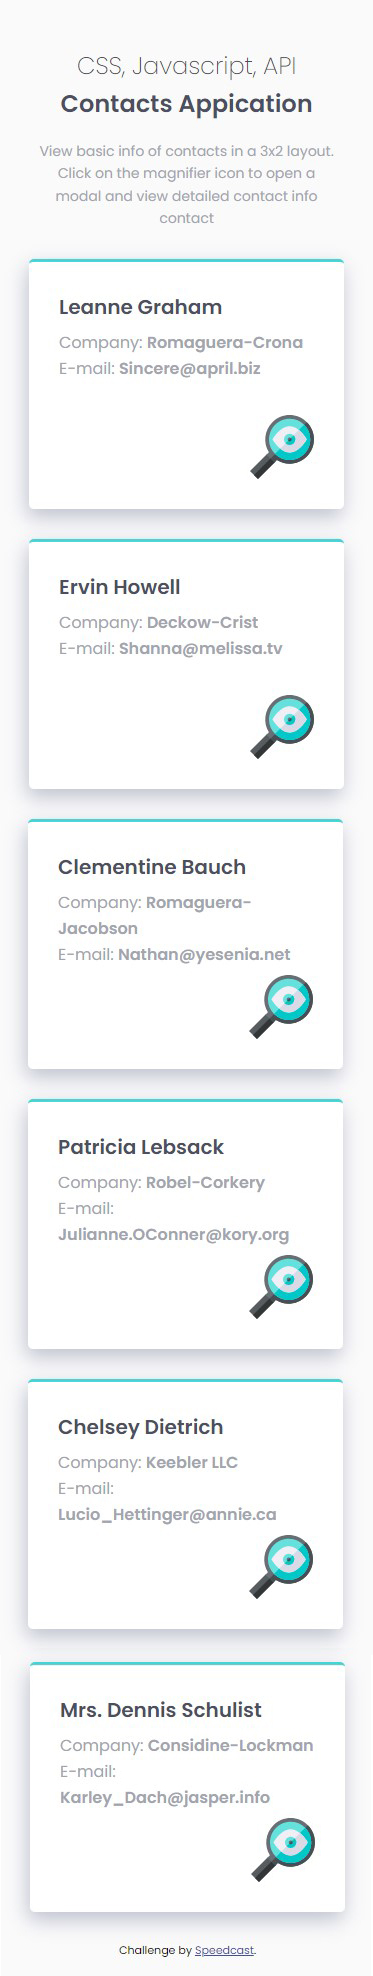 CSS, Javascript, API
Contacts Appication
View basic info of contacts in a 3x2 layout.
Click on the magnifier icon to open a
modal and view detailed contact info
contact
Leanne Graham
Company: Romaguera-Crona
E-mail: Sincere@april.biz
Ervin Howell
Company: Deckow-Crist
E-mail: Shanna@melissa.tv
Clementine Bauch
Company: Romaguera-
Jacobson
E-mail: Nathan@yesenia.net
Patricia Lebsack
Company: Robel-Corkery
E-mail:
Julianne.OConner@kory.org
Chelsey Dietrich
Company: Keebler LLC
E-mail:
Lucio_Hettinger@annie.ca
Mrs. Dennis Schulist
Company: Considine-Lockman
E-mail:
Karley_Dach@jasper.info
Challenge by Speedcast.